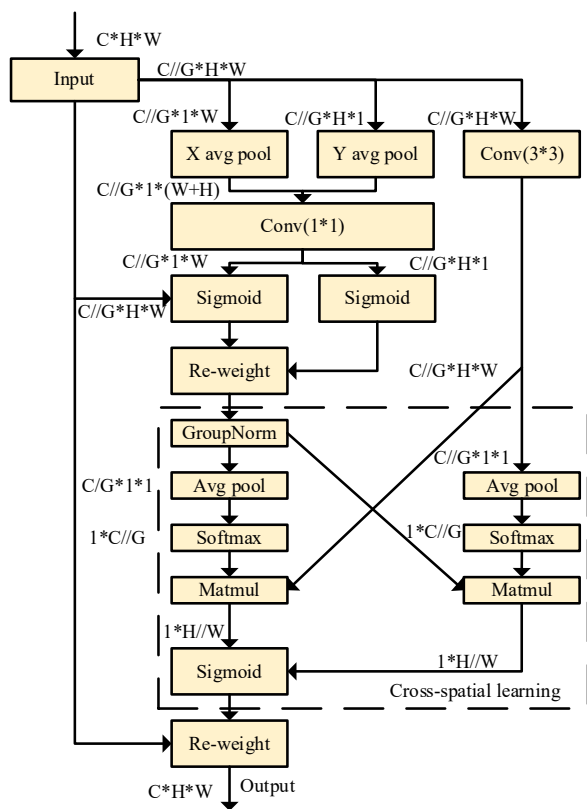 C*H*W
Input
C//G*H*W
C//G*1*W
C//G*H*1
C//G*H*W
X avg pool
Y avg pool
Conv(3*3)
C//G*1*(W+H)
Conv(1*1)
C//G*1*W
C//G*H*1
Sigmoid
Sigmoid
C//G*H*W
Re-weight
C//G*H*W
GroupNorm
C//G*1*1
C/G*1*1
Avg pool
Avg pool
1*C//G
Softmax
1*C//G
Softmax
Matmul
Matmul
1*H//W
1*H//W
Sigmoid
Cross-spatial learning
Re-weight
C*H*W
Output